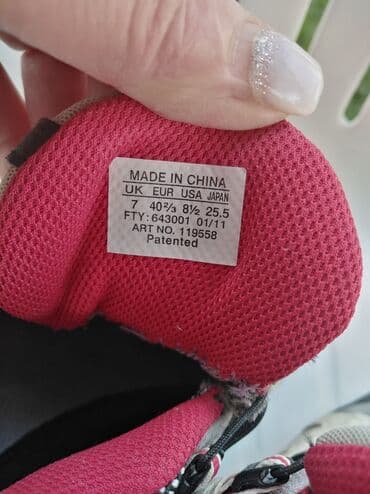 MADE IN CHINA
UK EUR USA JAPAN
7 40⅔ 8½ 25.5
FTY: 643001 01/11
ART NO. 119558
Patented